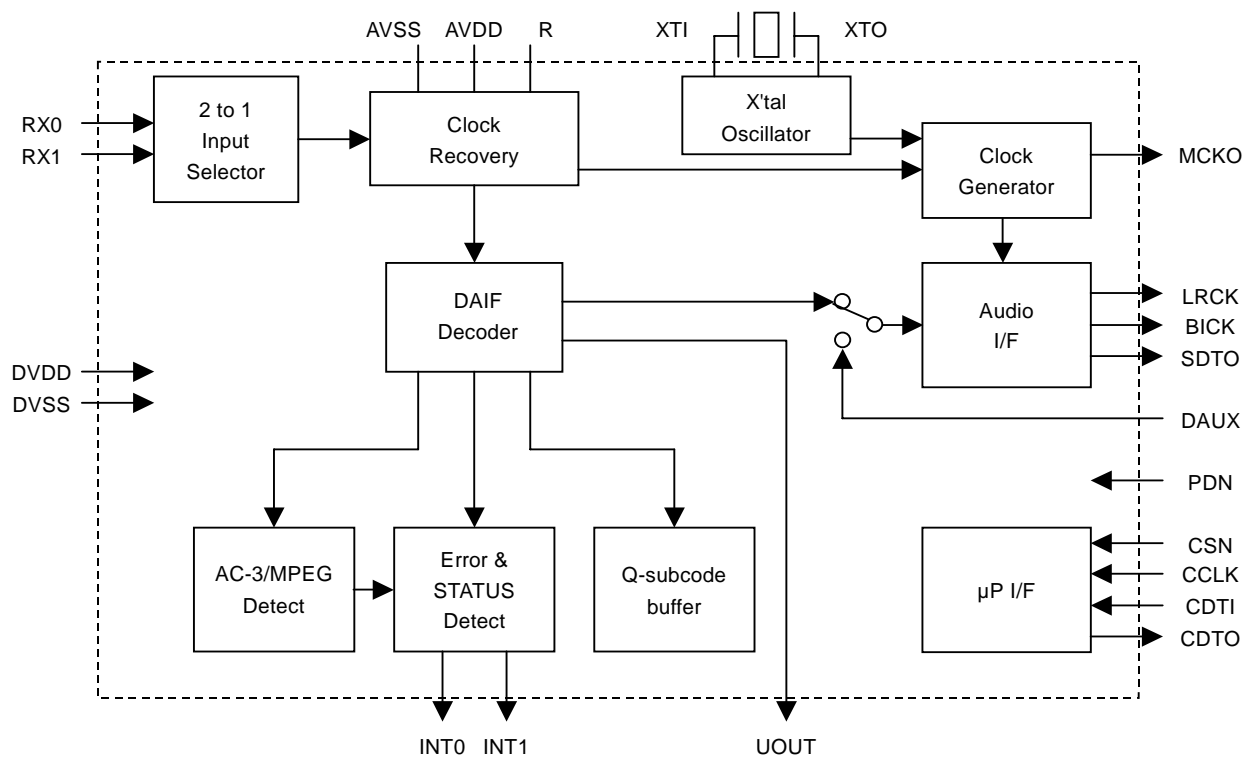 AVSS
AVDD
R
XTI
XTO
RX0
RX1
2 to 1
Input
Selector
Clock
Recovery
X'tal
Oscillator
Clock
Generator
MCKO
DAIF
Decoder
Audio
I/F
LRCK
BICK
SDTO
DVDD
DVSS
DAUX
PDN
AC-3/MPEG
Detect
Error &
STATUS
Detect
Q-subcode
buffer
µP I/F
CSN
CCLK
CDTI
CDTO
INT0
INT1
UOUT